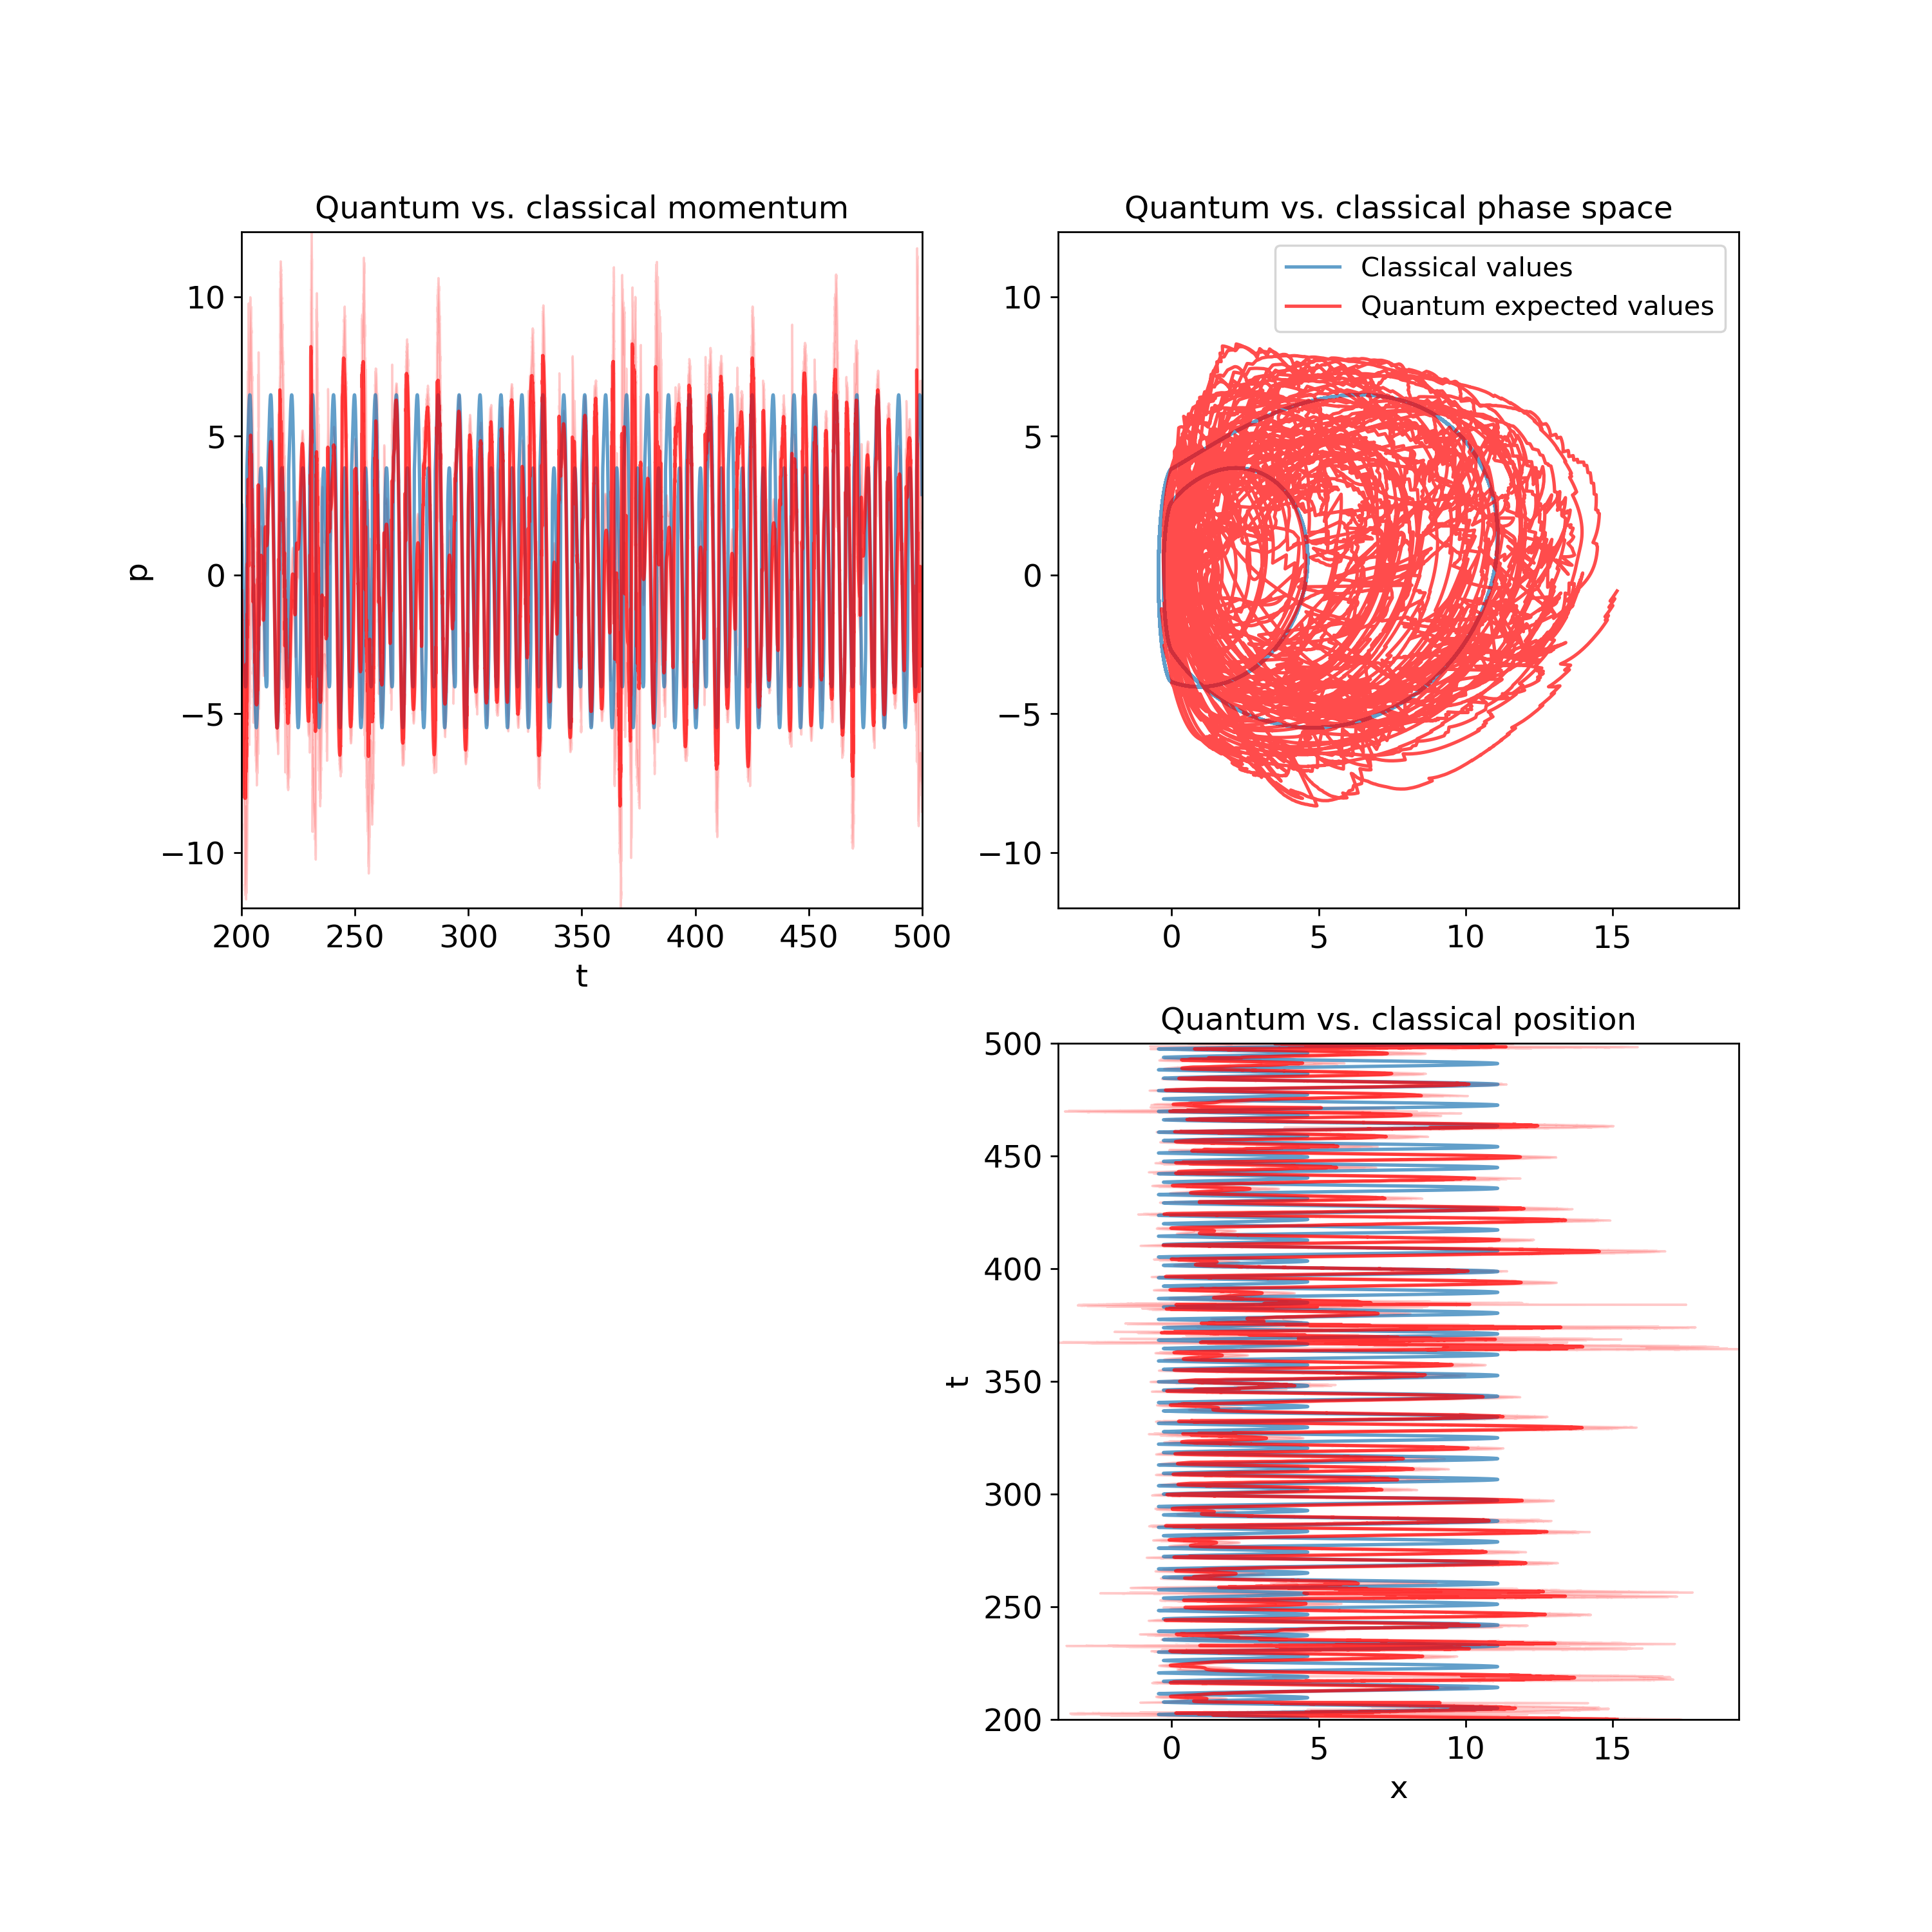 Quantum vs. classical momentum
10
5
0
−5
−10
p
200 250 300 350 400 450 500
t
Quantum vs. classical phase space
Classical values
Quantum expected values
10
5
0
−5
−10
0 5 10 15
Quantum vs. classical position
500
450
400
350
300
250
200
t
0 5 10 15
x